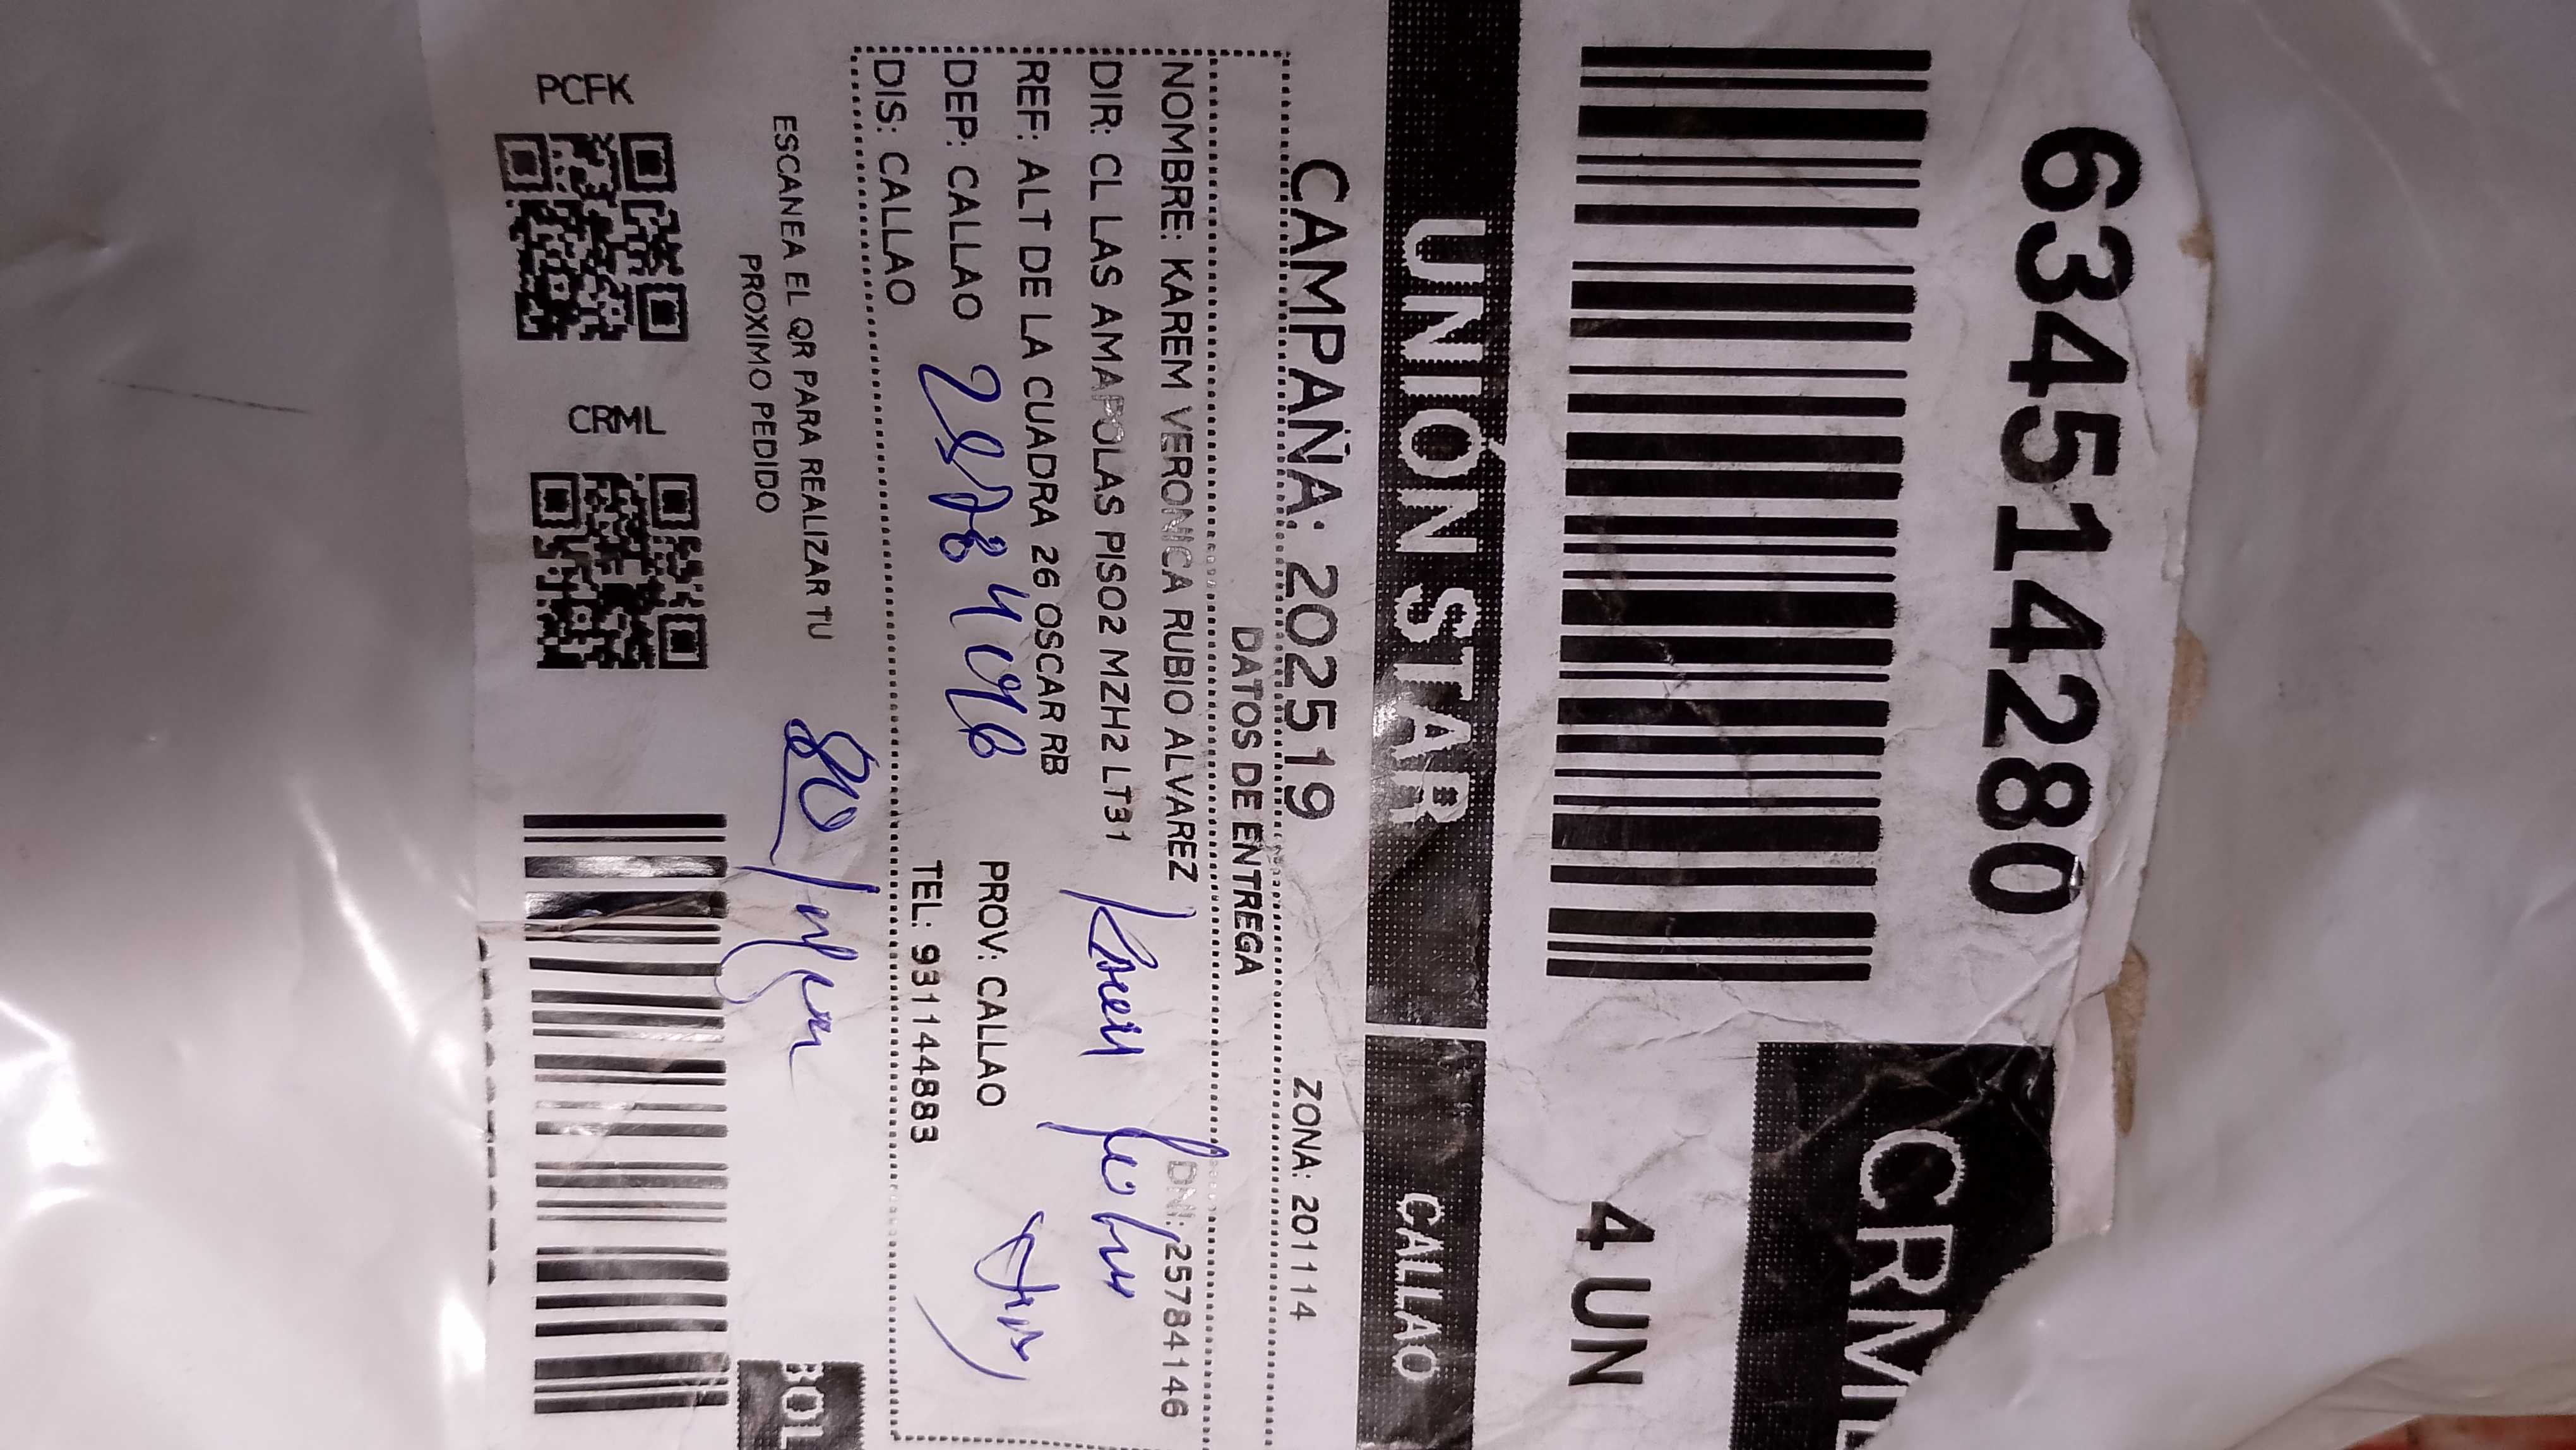 6345114280
CRML
4 UN
UNIÓN STAR CALLAO
CAMPAÑA: 202519 ZONA: 201114
DATOS DE ENTREGA
NOMBRE: KAREM VERONICA RUBIO ALVAREZ DNI: 25784146
DIR: CL LAS AMAPOLAS PISO2 MZH2 LT31
REF: ALT DE LA CUADRA 26 OSCAR RB
DEP: CALLAO PROV: CALLAO
DIS: CALLAO TEL: 931144883
ESCANEA EL QR PARA REALIZAR TU
PROXIMO PEDIDO
PCFK CRML